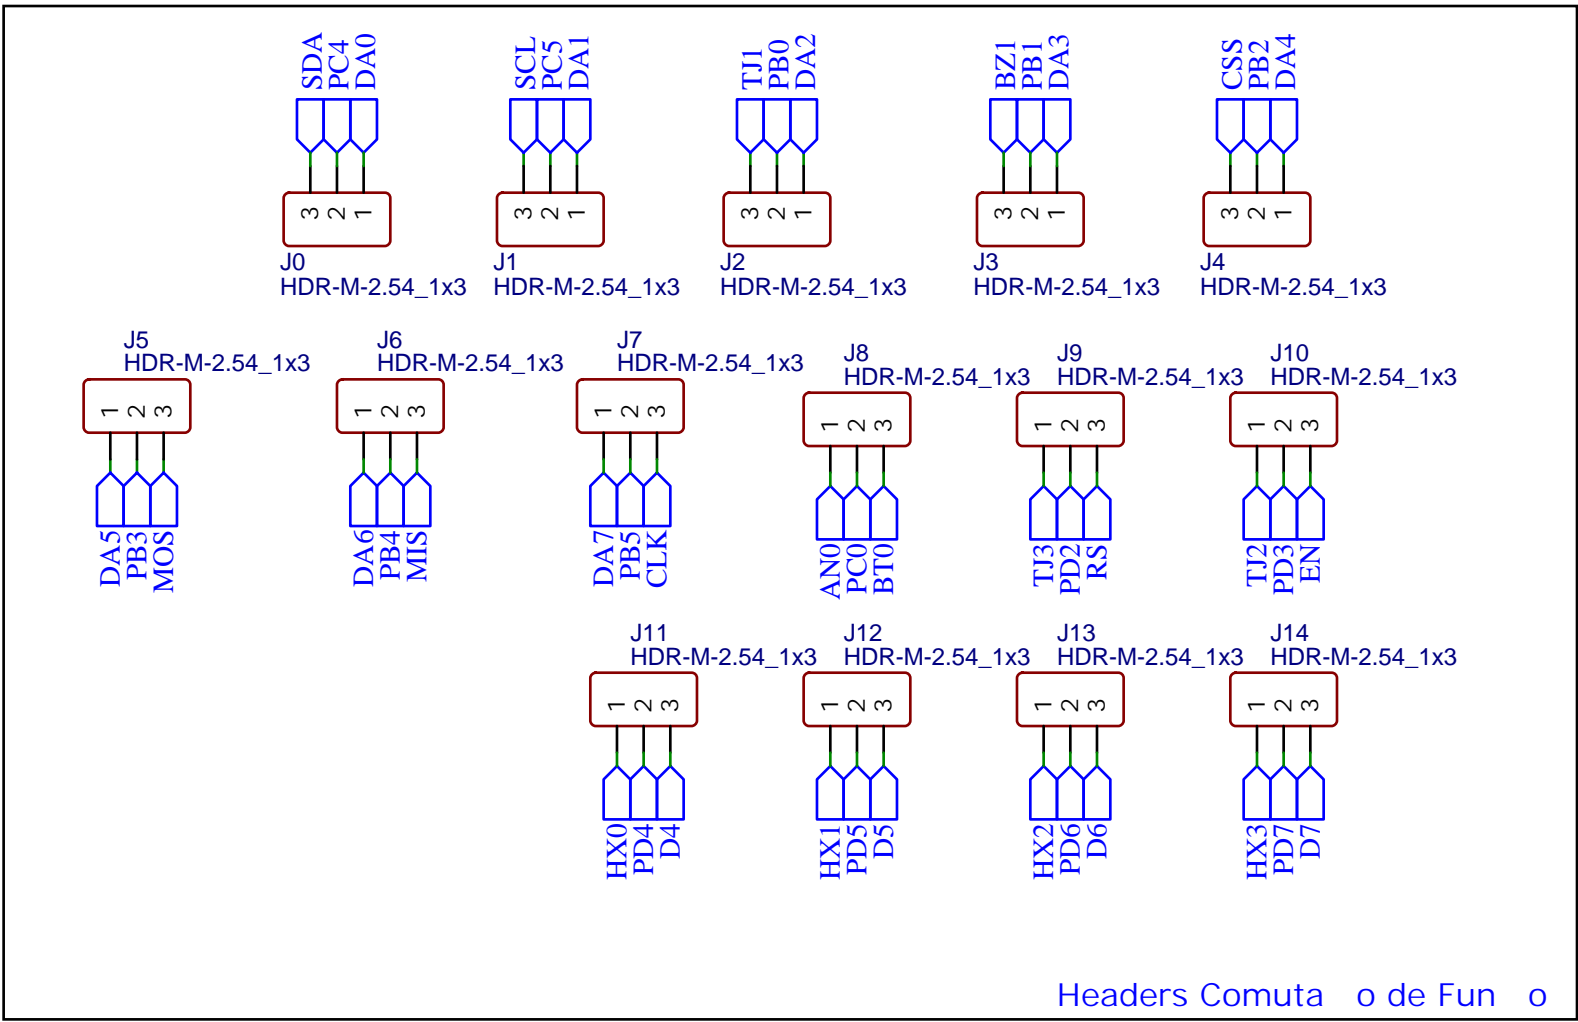 SDA PC4 DA0
SCL PC5 DA1
TJ1 PB0 DA2
BZ1 PB1 DA3
CSS PB2 DA4
3 2 1
3 2 1
3 2 1
3 2 1
3 2 1
J0
HDR-M-2.54_1x3
J1
HDR-M-2.54_1x3
J2
HDR-M-2.54_1x3
J3
HDR-M-2.54_1x3
J4
HDR-M-2.54_1x3
J5
HDR-M-2.54_1x3
1 2 3
DA5 PB3 MOS
J6
HDR-M-2.54_1x3
1 2 3
DA6 PB4 MIS
J7
HDR-M-2.54_1x3
1 2 3
DA7 PB5 CLK
J8
HDR-M-2.54_1x3
1 2 3
AN0 PC0 BT0
J9
HDR-M-2.54_1x3
1 2 3
TJ3 PD2 RS
J10
HDR-M-2.54_1x3
1 2 3
TJ2 PD3 EN
J11
HDR-M-2.54_1x3
1 2 3
HX0 PD4 D4
J12
HDR-M-2.54_1x3
1 2 3
HX1 PD5 D5
J13
HDR-M-2.54_1x3
1 2 3
HX2 PD6 D6
J14
HDR-M-2.54_1x3
1 2 3
HX3 PD7 D7
Headers Comuta o de Fun o